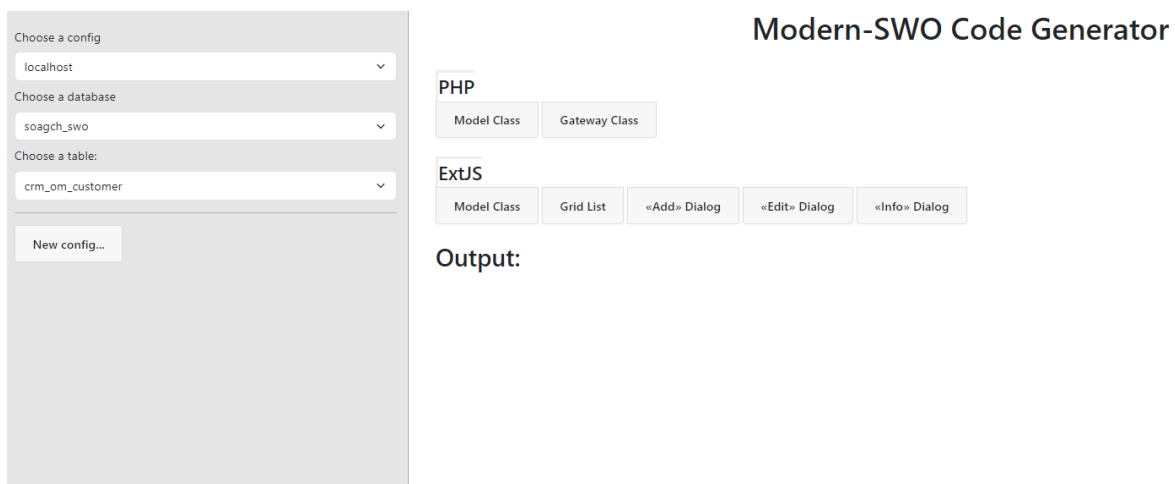 Choose a config
localhost
Choose a database
soagch_swo
Choose a table:
crm_om_customer
New config...
Modern-SWO Code Generator
PHP
Model Class Gateway Class
ExtJS
Model Class Grid List «Add» Dialog «Edit» Dialog «Info» Dialog
Output: